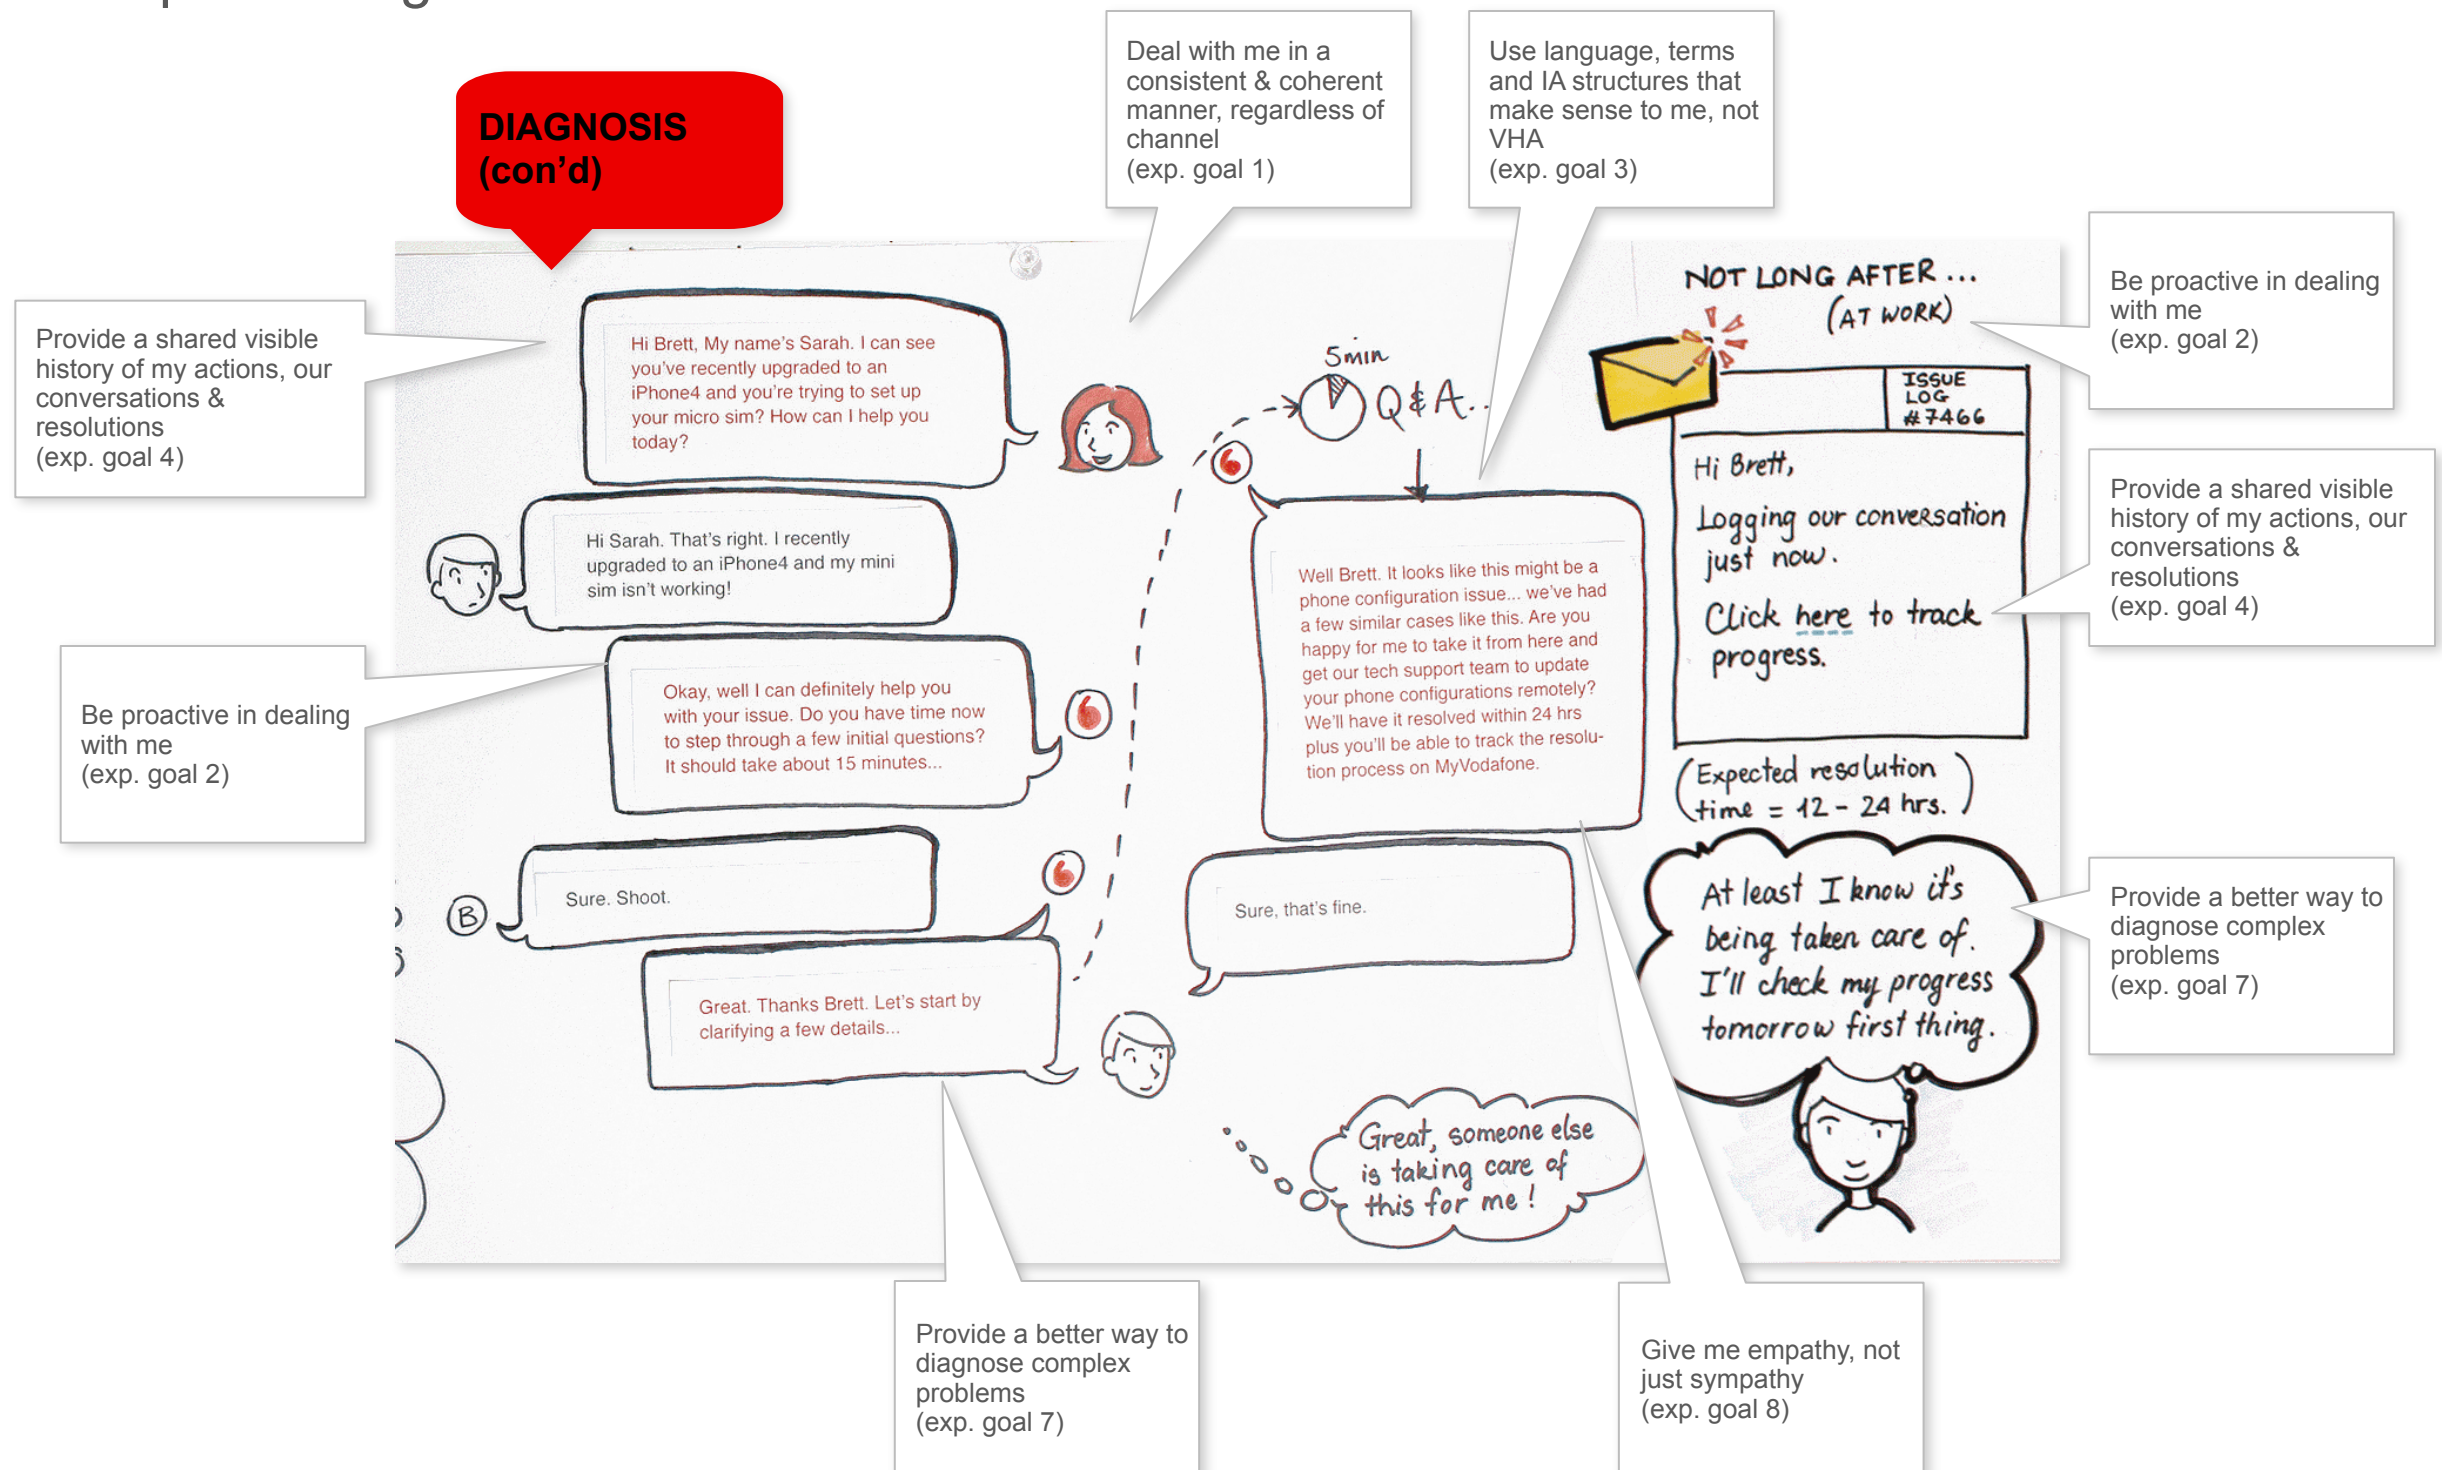 DIAGNOSIS
(con'd)
Deal with me in a
consistent & coherent
manner, regardless of
channel
(exp. goal 1)
Use language, terms
and IA structures that
make sense to me, not
VHA
(exp. goal 3)
Provide a shared visible
history of my actions, our
conversations &
resolutions
(exp. goal 4)
Hi Brett, My name's Sarah. I can see
you've recently upgraded to an
iPhone4 and you're trying to set up
your micro sim? How can I help you
today?
Hi Sarah. That's right. I recently
upgraded to an iPhone4 and my mini
sim isn't working!
Be proactive in dealing
with me
(exp. goal 2)
Okay, well I can definitely help you
with your issue. Do you have time now
to step through a few initial questions?
It should take about 15 minutes...
B
Sure. Shoot.
Great. Thanks Brett. Let's start by
clarifying a few details...
Provide a better way to
diagnose complex
problems
(exp. goal 7)
5min
Q & A..
Well Brett. It looks like this might be a
phone configuration issue... we've had
a few similar cases like this. Are you
happy for me to take it from here and
get our tech support team to update
your phone configurations remotely?
We'll have it resolved within 24 hrs
plus you'll be able to track the resolu-
tion process on MyVodafone.
Sure, that's fine.
Great, someone else
is taking care of
this for me!
Give me empathy, not
just sympathy
(exp. goal 8)
NOT LONG AFTER...
(AT WORK)
ISSUE
LOG
#7466
Hi Brett,
Logging our conversation
just now.
Click here to track
progress.
(Expected resolution
time = 12 - 24 hrs.)
At least I know it's
being taken care of.
I'll check my progress
tomorrow first thing.
Be proactive in dealing
with me
(exp. goal 2)
Provide a shared visible
history of my actions, our
conversations &
resolutions
(exp. goal 4)
Provide a better way to
diagnose complex
problems
(exp. goal 7)